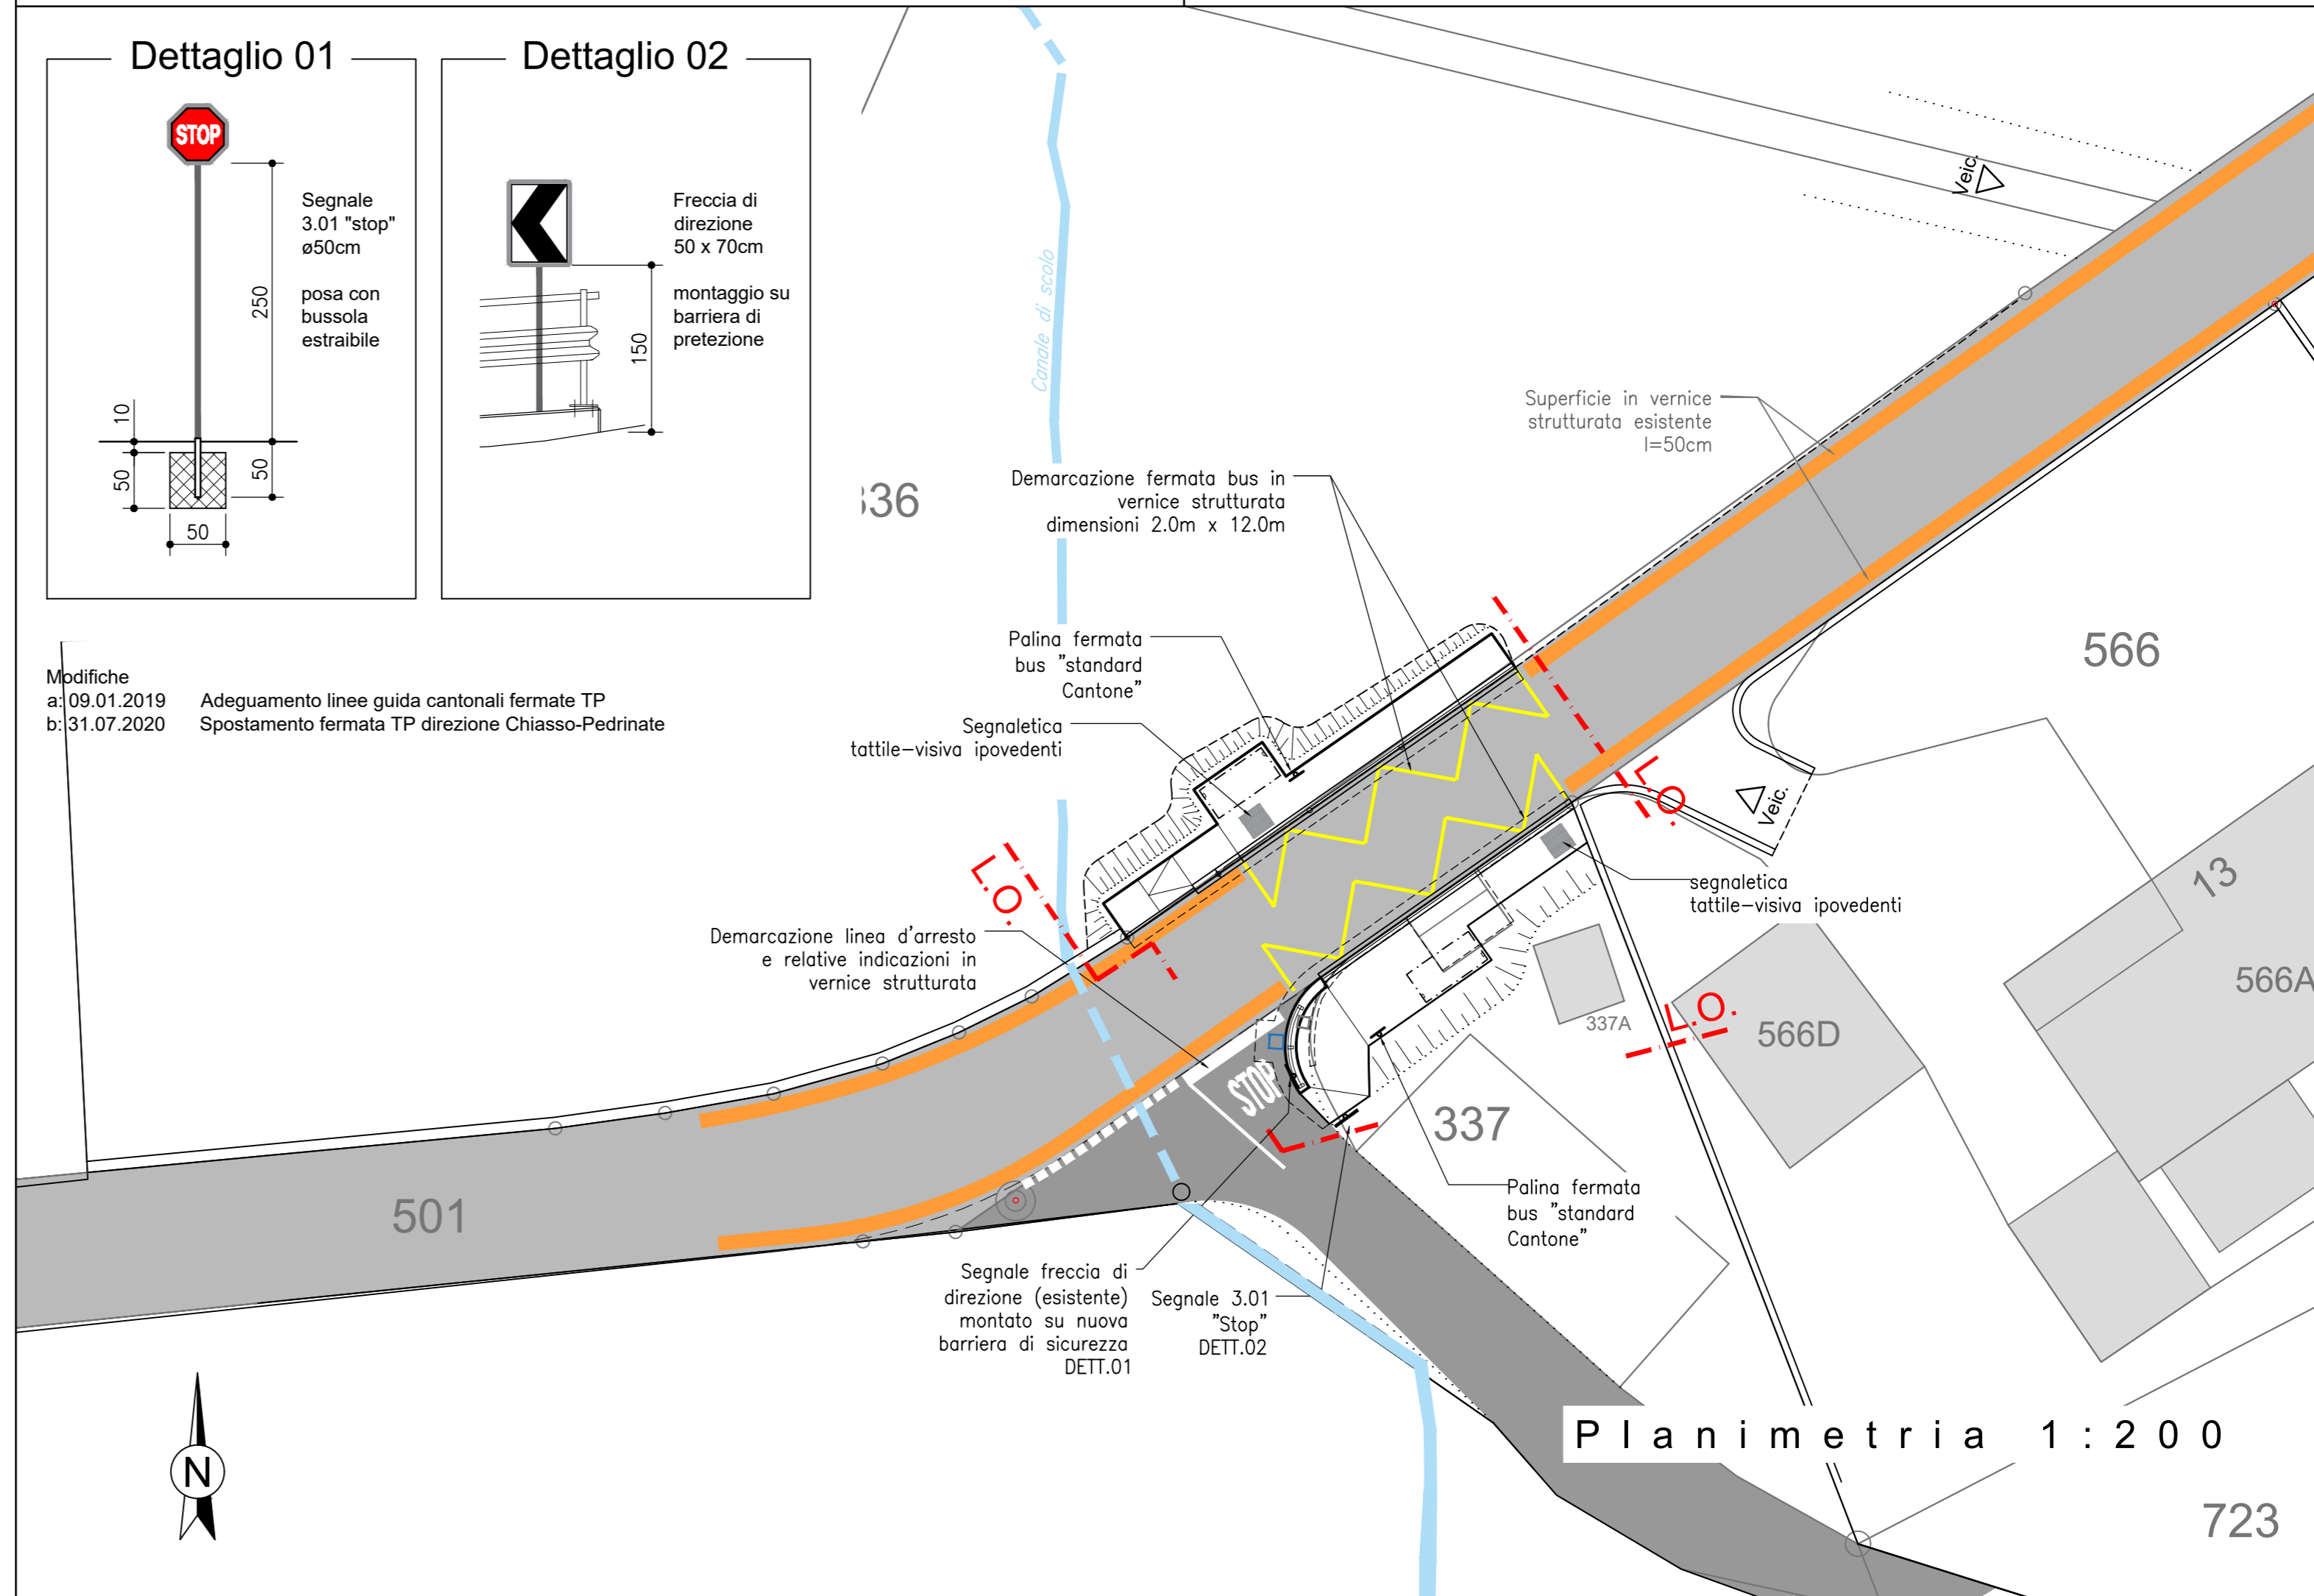 Dettaglio 01
STOP
Segnale
3.01 "stop"
ø50cm
posa con
bussola
estraibile
250
10
50
50
50
Dettaglio 02
Freccia di
direzione
50 x 70cm
montaggio su
barriera di
pretezione
150
Modifiche
a: 09.01.2019 Adeguamento linee guida cantonali fermate TP
b: 31.07.2020 Spostamento fermata TP direzione Chiasso-Pedrinate
Canale di scolo
Veic.
Superficie in vernice
strutturata esistente
l=50cm
Demarcazione fermata bus in
vernice strutturata
dimensioni 2.0m x 12.0m
336
Palina fermata
bus "standard
Cantone"
566
Segnaletica
tattile-visiva ipovedenti
L.O.
Veic.
L.O.
segnaletica
tattile-visiva ipovedenti
13
Demarcazione linea d'arresto
e relative indicazioni in
vernice strutturata
566A
337A
L.O.
566D
STOP
337
501
Palina fermata
bus "standard
Cantone"
Segnale freccia di
direzione (esistente)
montato su nuova
barriera di sicurezza
DETT.01
Segnale 3.01
"Stop"
DETT.02
N
Planimetria 1:200
723